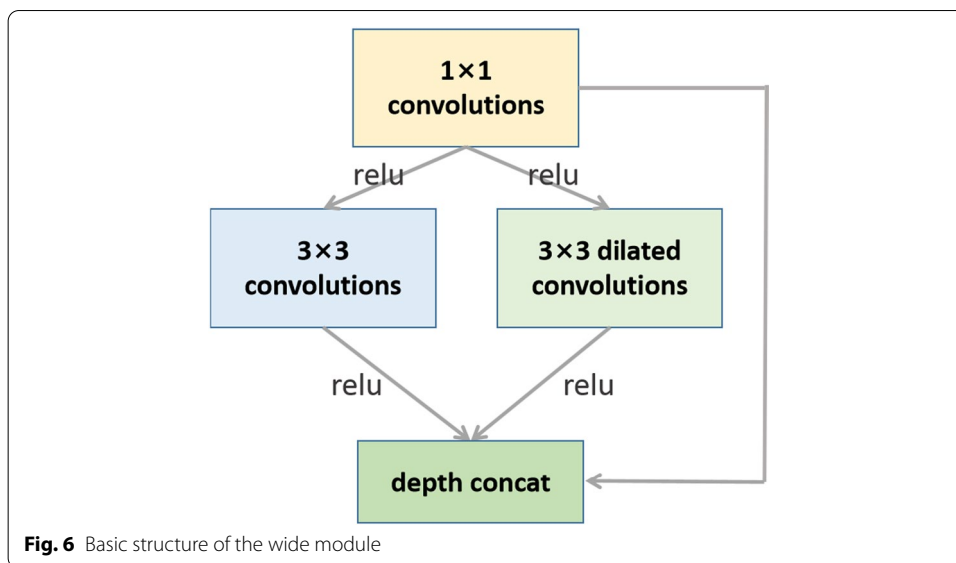 1×1
convolutions
relu
relu
3×3
convolutions
3×3 dilated
convolutions
relu
relu
depth concat
Fig. 6 Basic structure of the wide module